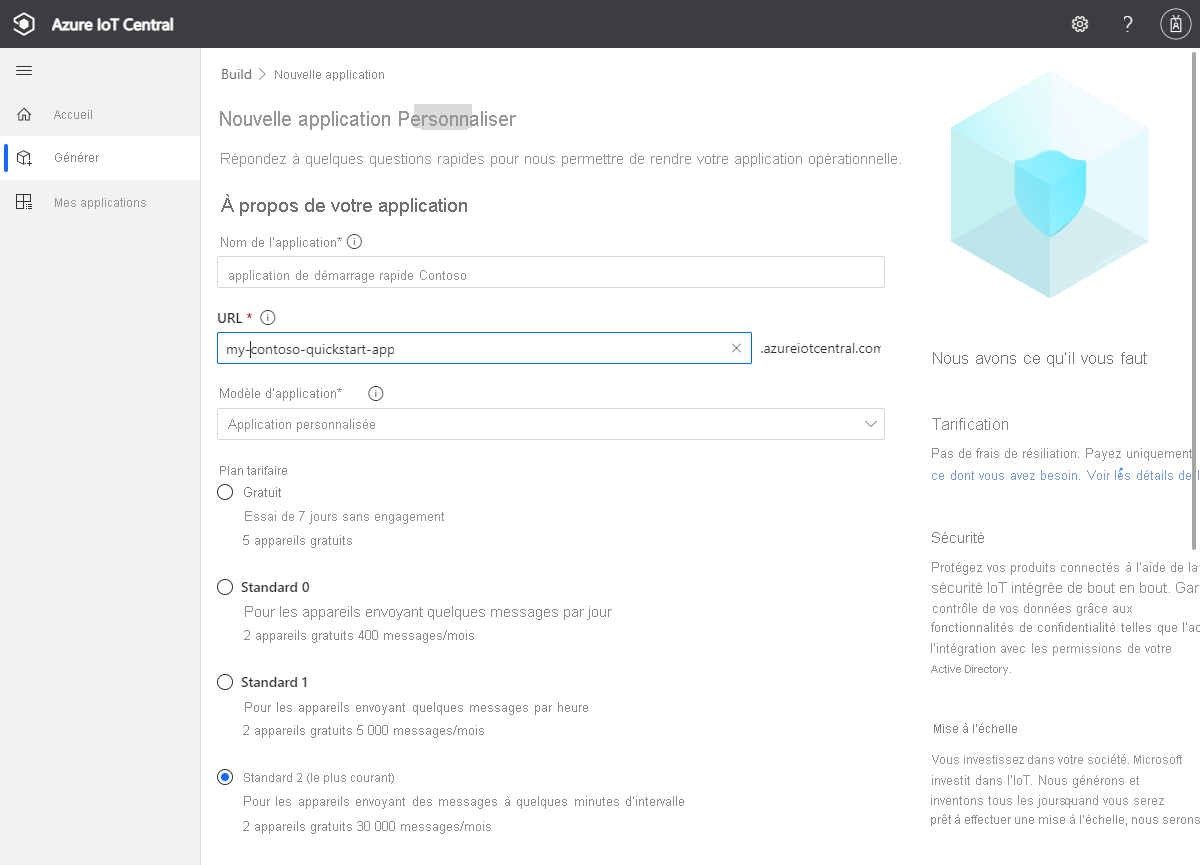 Azure IoT Central
?
Accueil
Générer
Mes applications
Build > Nouvelle application
Nouvelle application Personnaliser
Répondez à quelques questions rapides pour nous permettre de rendre votre application opérationnelle.
À propos de votre application
Nom de l'application*
application de démarrage rapide Contoso
URL *
my-contoso-quickstart-app
.azureiotcentral.com
Modèle d'application*
Application personnalisée
Plan tarifaire
Gratuit
Essai de 7 jours sans engagement
5 appareils gratuits
Standard 0
Pour les appareils envoyant quelques messages par jour
2 appareils gratuits 400 messages/mois
Standard 1
Pour les appareils envoyant quelques messages par heure
2 appareils gratuits 5 000 messages/mois
Standard 2 (le plus courant)
Pour les appareils envoyant des messages à quelques minutes d'intervalle
2 appareils gratuits 30 000 messages/mois
Nous avons ce qu'il vous faut
Tarification
Pas de frais de résiliation. Payez uniquement
ce dont vous avez besoin. Voir les détails de l
Sécurité
Protégez vos produits connectés à l'aide de la
sécurité IoT intégrée de bout en bout. Gar
contrôle de vos données grâce aux
fonctionnalités de confidentialité telles que l'ac
l'intégration avec les permissions de votre
Active Directory.
Mise à l'échelle
Vous investissez dans votre société. Microsoft
investit dans l'IoT. Nous générons et
inventons tous les jours quand vous serez
prêt à effectuer une mise à l'échelle, nous serons